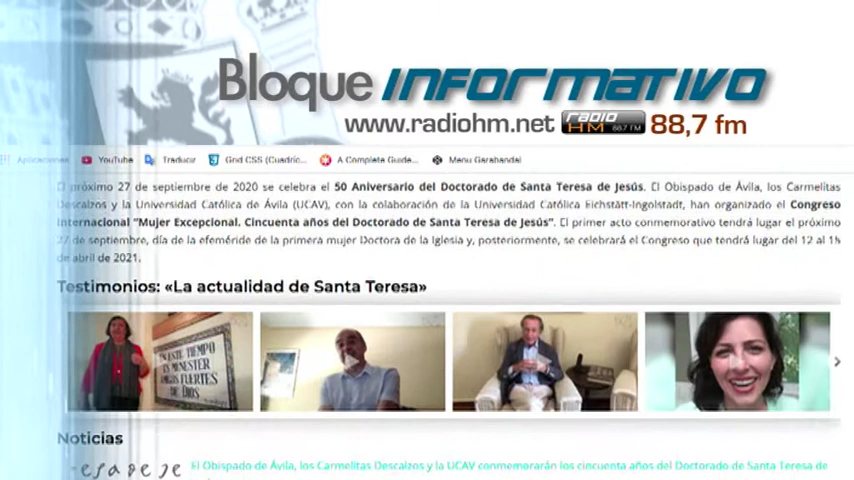 Bloque INFORMATIVO
www.radiohm.net RADIO HM 88.7 FM 88,7 fm
Aplicaciones YouTube Traducir Grid CSS (Cuadríc... A Complete Guide... Menu Garabandal
El próximo 27 de septiembre de 2020 se celebra el 50 Aniversario del Doctorado de Santa Teresa de Jesús. El Obispado de Ávila, los Carmelitas
Descalzos y la Universidad Católica de Ávila (UCAV), con la colaboración de la Universidad Católica Eichstätt-Ingolstadt, han organizado el Congreso
Internacional "Mujer Excepcional. Cincuenta años del Doctorado de Santa Teresa de Jesús". El primer acto conmemorativo tendrá lugar el próximo
27 de septiembre, día de la efeméride de la primera mujer Doctora de la Iglesia y, posteriormente, se celebrará el Congreso que tendrá lugar del 12 al 15
de abril de 2021.
Testimonios: «La actualidad de Santa Teresa»
EN ESTE TIEMPO
ES MENESTER
AMIGOS FUERTES
DE DIOS
Noticias
El Obispado de Ávila, los Carmelitas Descalzos y la UCAV conmemorarán los cincuenta años del Doctorado de Santa Teresa de